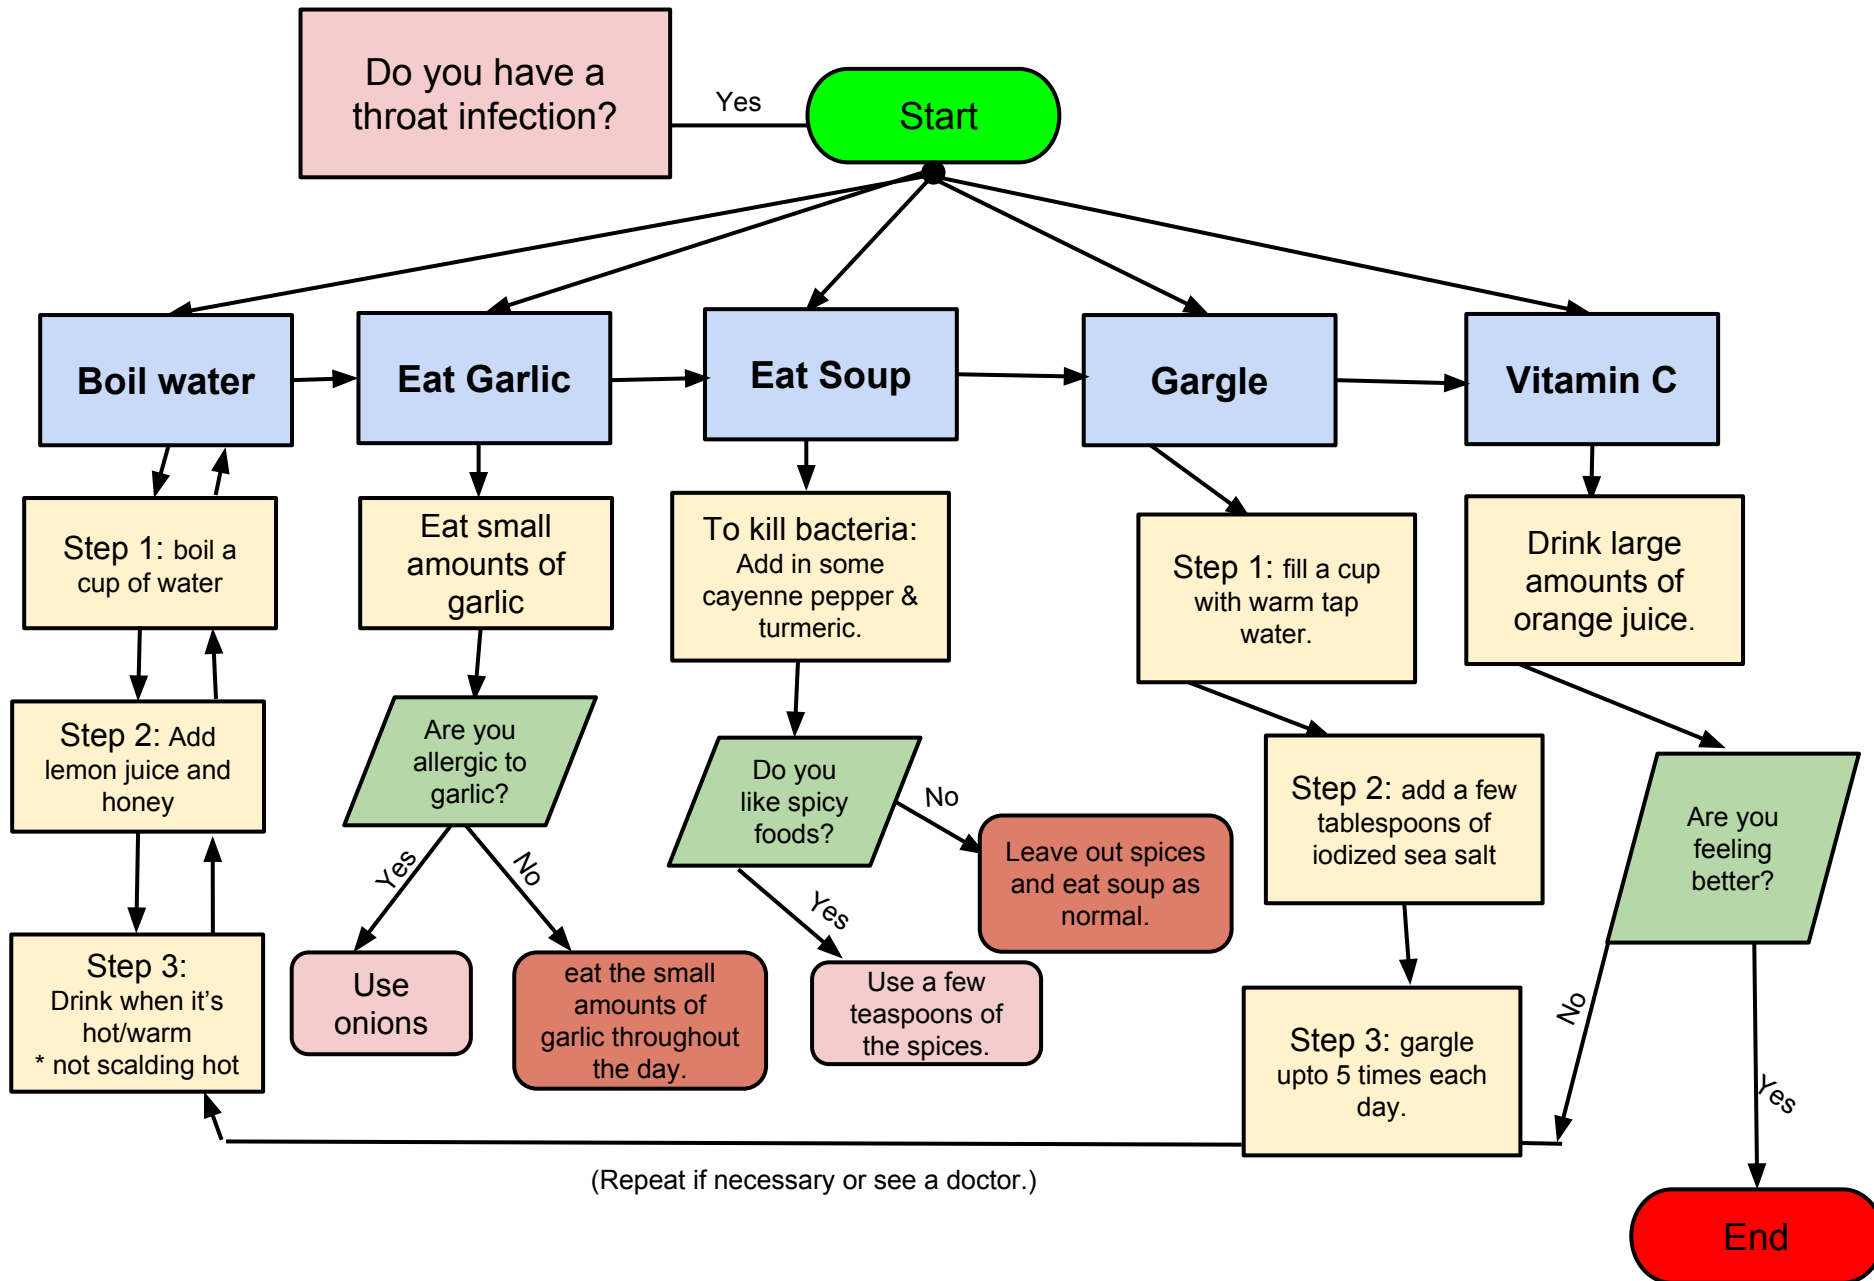 Do you have a
throat infection?
Yes
Start
Boil water
Eat Garlic
Eat Soup
Gargle
Vitamin C
Step 1: boil a
cup of water
Step 2: Add
lemon juice and
honey
Step 3:
Drink when it's
hot/warm
* not scalding hot
Eat small
amounts of
garlic
Are you
allergic to
garlic?
Yes
No
Use
onions
eat the small
amounts of
garlic throughout
the day.
To kill bacteria:
Add in some
cayenne pepper &
turmeric.
Do you
like spicy
foods?
No
Yes
Leave out spices
and eat soup as
normal.
Use a few
teaspoons of
the spices.
Step 1: fill a cup
with warm tap
water.
Step 2: add a few
tablespoons of
iodized sea salt
Step 3: gargle
upto 5 times each
day.
Drink large
amounts of
orange juice.
Are you
feeling
better?
No
Yes
(Repeat if necessary or see a doctor.)
End